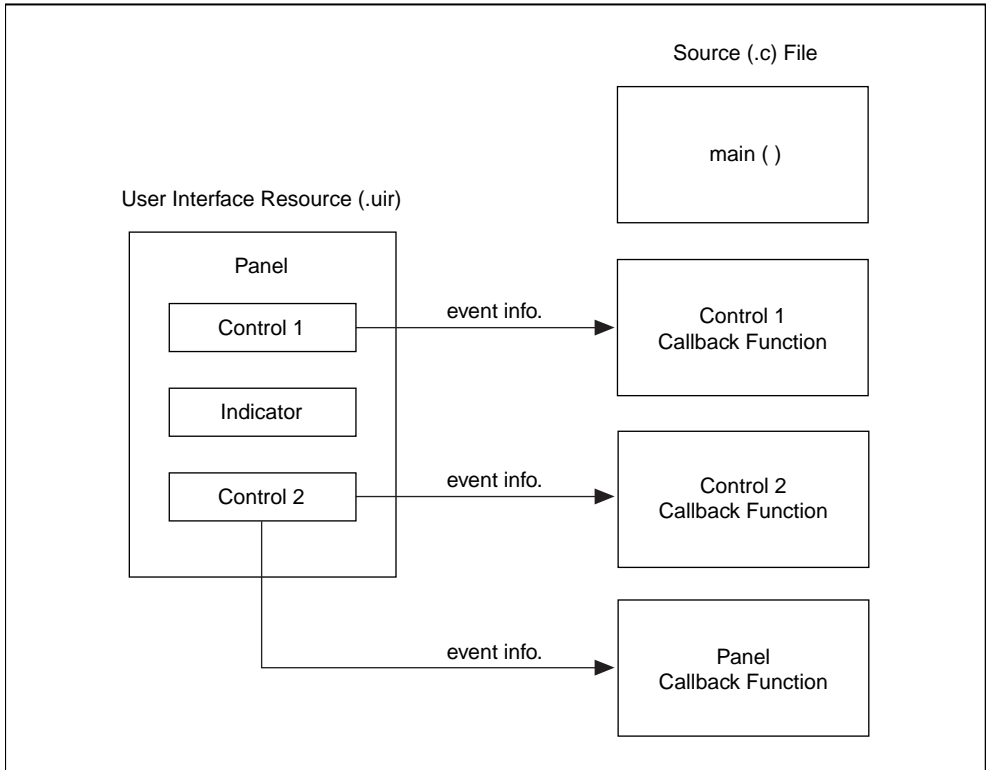 Source (.c) File
main ( )
User Interface Resource (.uir)
Panel
Control 1
event info.
Control 1
Callback Function
Indicator
Control 2
event info.
Control 2
Callback Function
event info.
Panel
Callback Function